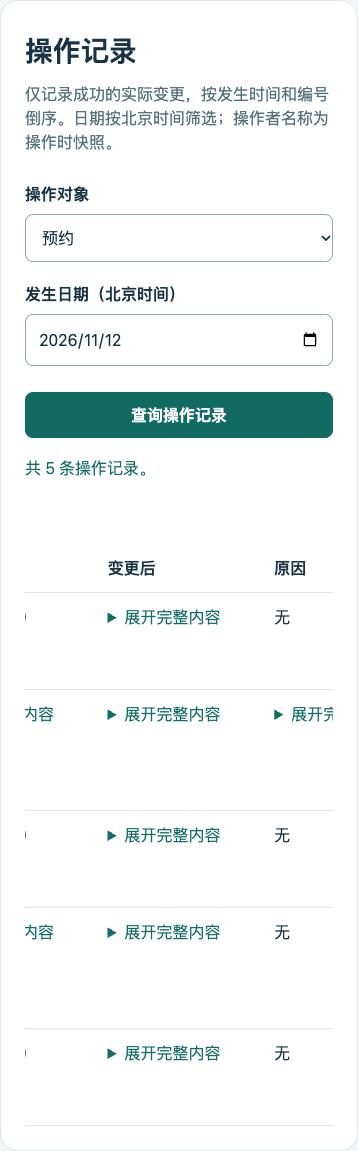 操作记录
仅记录成功的实际变更，按发生时间和编号
倒序。日期按北京时间筛选；操作者名称为
操作时快照。
操作对象
预约
发生日期（北京时间）
2026/11/12
查询操作记录
共 5 条操作记录。
变更后 原因
展开完整内容 无
内容 展开完整内容 展开
展开完整内容 无
内容 展开完整内容 无
展开完整内容 无